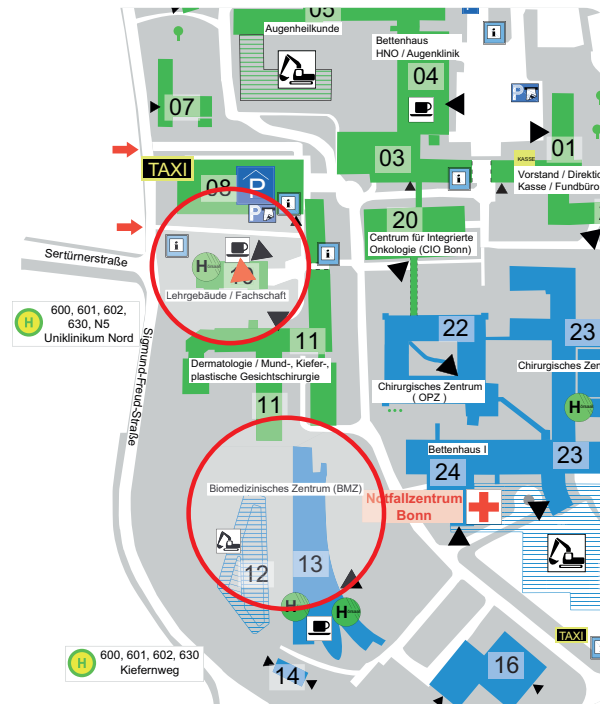 05
Augenheilkunde
Bettenhaus
HNO / Augenklinik
04
07
01
KASSE
Vorstand / Direktio
Kasse / Fundbüro
03
TAXI
08
P
20
Centrum für Integrierte
Onkologie (CIO Bonn)
Sertürnerstraße
H
Lehrgebäude / Fachschaft
H
600, 601, 602,
630, N5
Uniklinikum Nord
Sigmund-Freud-Straße
11
Dermatologie / Mund-, Kiefer-,
plastische Gesichtschirurgie
11
22
23
Chirurgisches Zen
Chirurgisches Zentrum
( OPZ )
H
Bettenhaus I
24
23
Biomedizinisches Zentrum (BMZ)
Notfallzentrum
Bonn
12
13
H
H
TAXI
H
600, 601, 602, 630
Kiefernweg
14
16